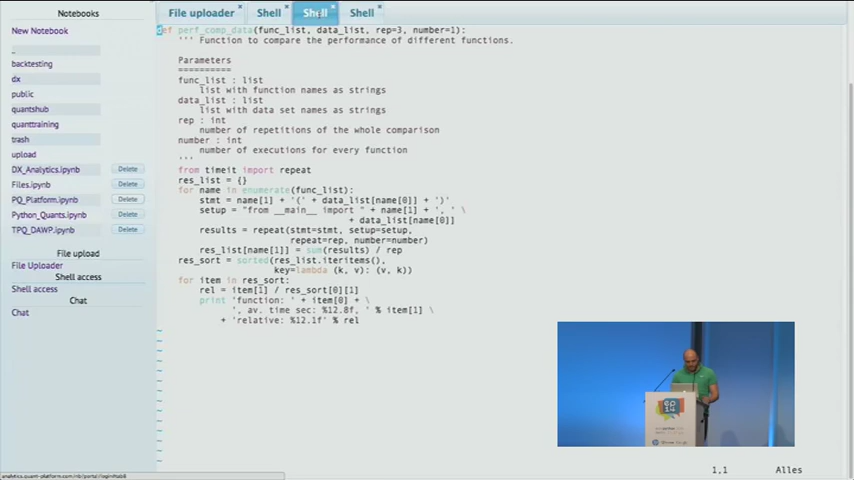 Notebooks
New Notebook
_
backtesting
dx
public
quantshub
quanttraining
trash
upload
DX_Analytics.ipynb Delete
Files.ipynb Delete
PQ_Platform.ipynb Delete
Python_Quants.ipynb Delete
TPQ_DAWP.ipynb Delete
File upload
File Uploader
Shell access
Shell access
Chat
Chat
File uploader × Shell × Shell × Shell ×
def perf_comp_data(func_list, data_list, rep=3, number=1):
''' Function to compare the performance of different functions.
Parameters
==========
func_list : list
list with function names as strings
data_list : list
list with data set names as strings
rep : int
number of repetitions of the whole comparison
number : int
number of executions for every function
'''
from timeit import repeat
res_list = {}
for name in enumerate(func_list):
stmt = name[1] + '(' + data_list[name[0]] + ')'
setup = "from __main__ import " + name[1] + ', ' \
+ data_list[name[0]]
results = repeat(stmt=stmt, setup=setup,
repeat=rep, number=number)
res_list[name[1]] = sum(results) / rep
res_sort = sorted(res_list.iteritems(),
key=lambda (k, v): (v, k))
for item in res_sort:
rel = item[1] / res_sort[0][1]
print 'function: ' + item[0] + \
', av. time sec: %12.8f, ' % item[1] \
+ 'relative: %12.1f' % rel
~
~
~
~
~
~
~
~
~
~
~
~
~
~
1,1 Alles
ep
14